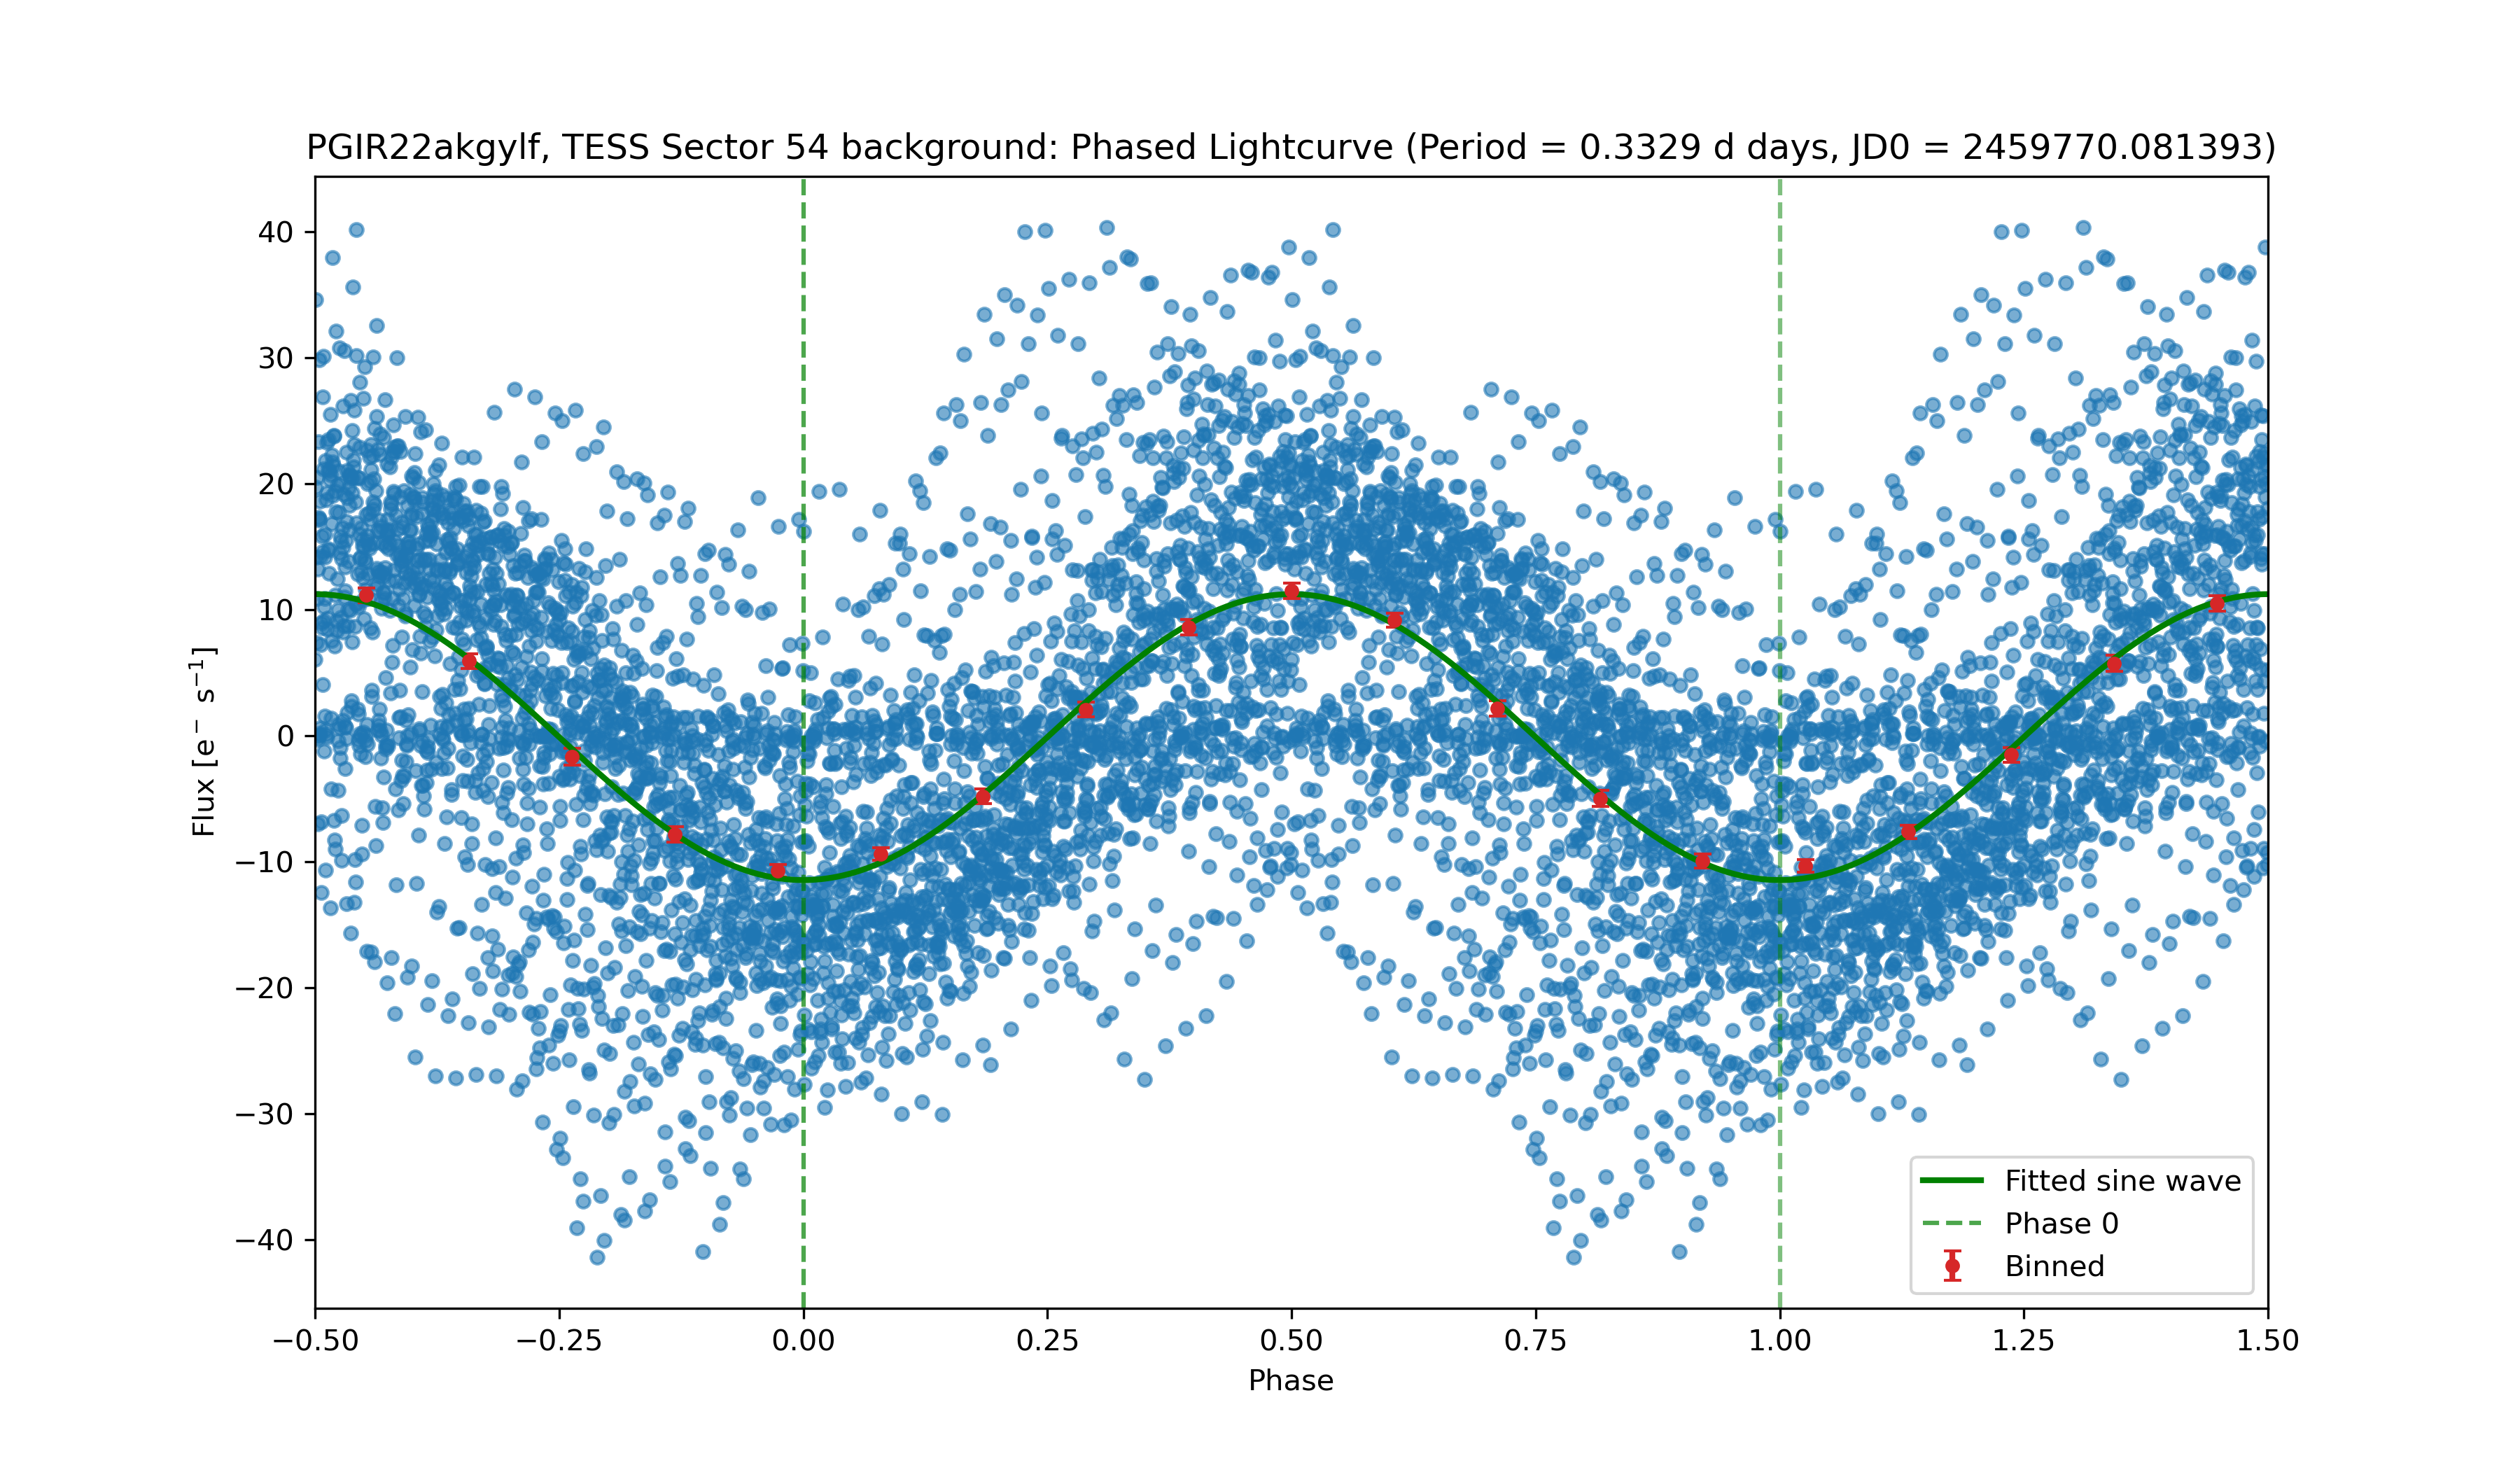 PGIR22akgylf, TESS Sector 54 background: Phased Lightcurve (Period = 0.3329 d days, JD0 = 2459770.081393)
40
30
20
10
0
−10
−20
−30
−40
Flux [e⁻ s⁻¹]
Fitted sine wave
Phase 0
Binned
−0.50 −0.25 0.00 0.25 0.50 0.75 1.00 1.25 1.50
Phase